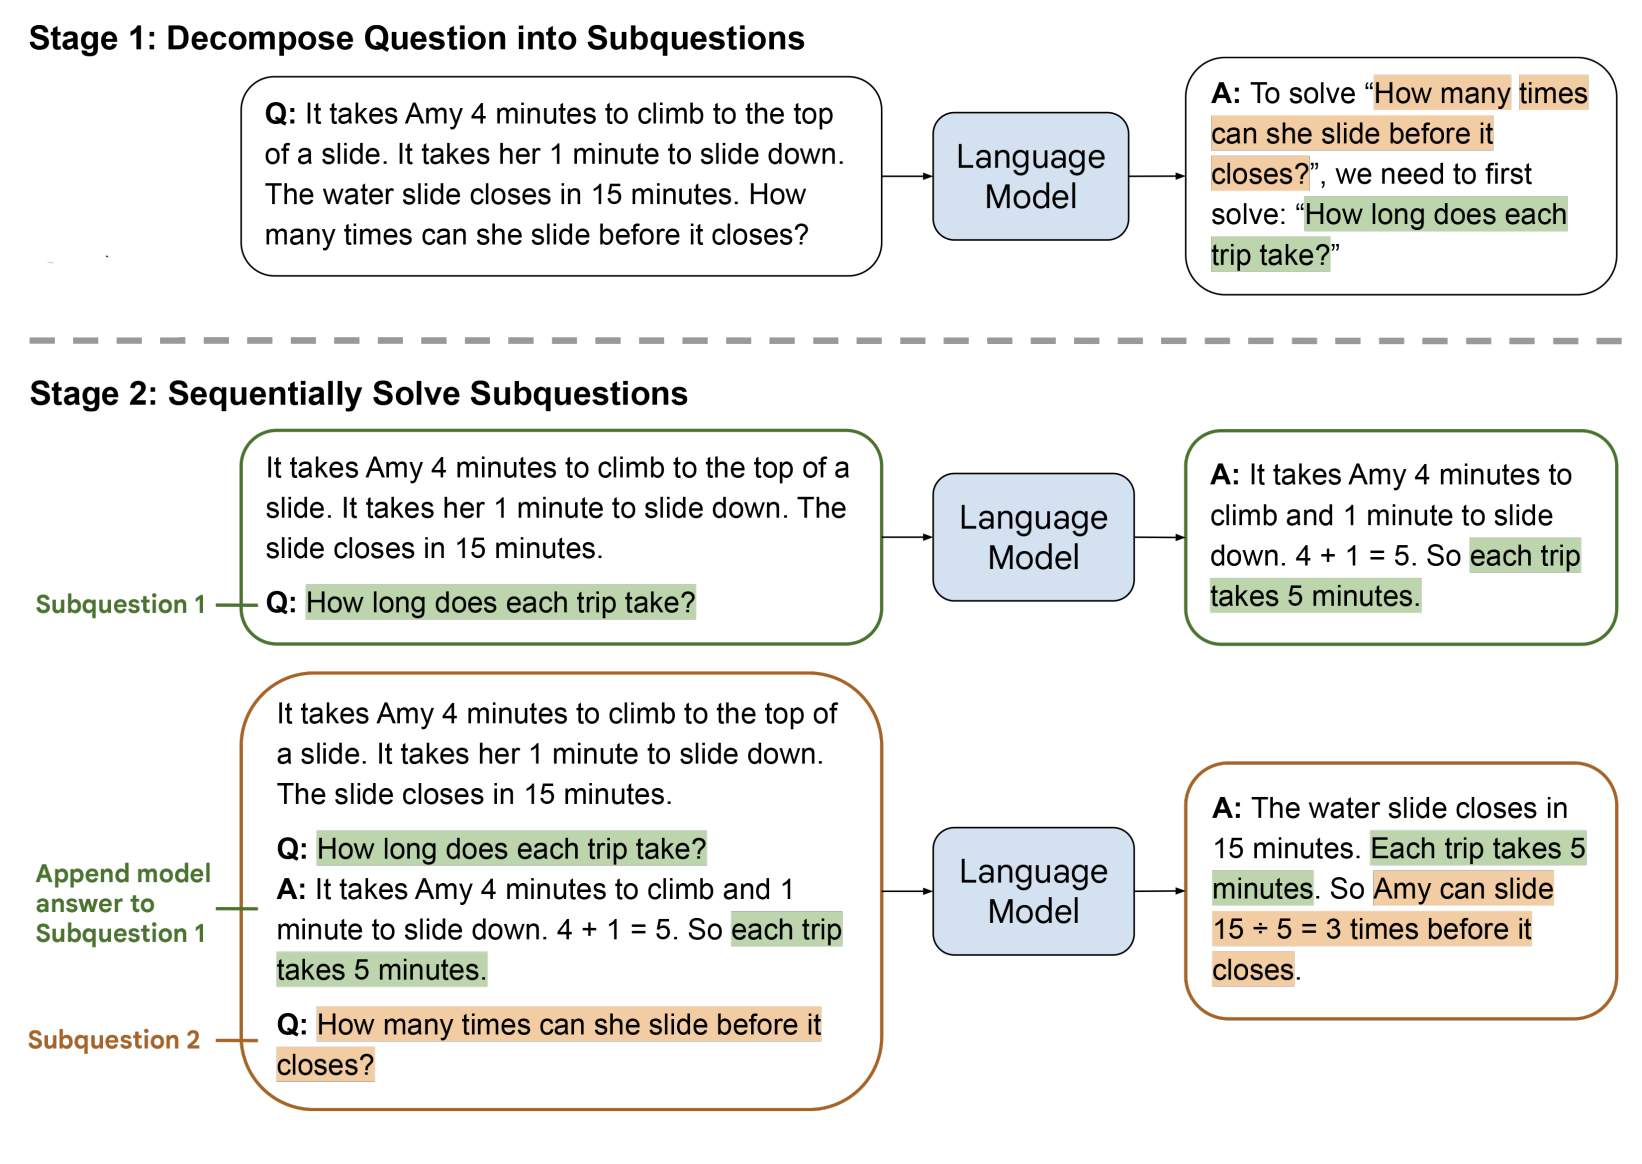 Stage 1: Decompose Question into Subquestions
Q: It takes Amy 4 minutes to climb to the top
of a slide. It takes her 1 minute to slide down.
The water slide closes in 15 minutes. How
many times can she slide before it closes?
Language
Model
A: To solve “How many times
can she slide before it
closes?”, we need to first
solve: “How long does each
trip take?”
Stage 2: Sequentially Solve Subquestions
It takes Amy 4 minutes to climb to the top of a
slide. It takes her 1 minute to slide down. The
slide closes in 15 minutes.
Subquestion 1
Q: How long does each trip take?
Language
Model
A: It takes Amy 4 minutes to
climb and 1 minute to slide
down. 4 + 1 = 5. So each trip
takes 5 minutes.
It takes Amy 4 minutes to climb to the top of
a slide. It takes her 1 minute to slide down.
The slide closes in 15 minutes.
Append model
answer to
Subquestion 1
Q: How long does each trip take?
A: It takes Amy 4 minutes to climb and 1
minute to slide down. 4 + 1 = 5. So each trip
takes 5 minutes.
Subquestion 2
Q: How many times can she slide before it
closes?
Language
Model
A: The water slide closes in
15 minutes. Each trip takes 5
minutes. So Amy can slide
15 ÷ 5 = 3 times before it
closes.